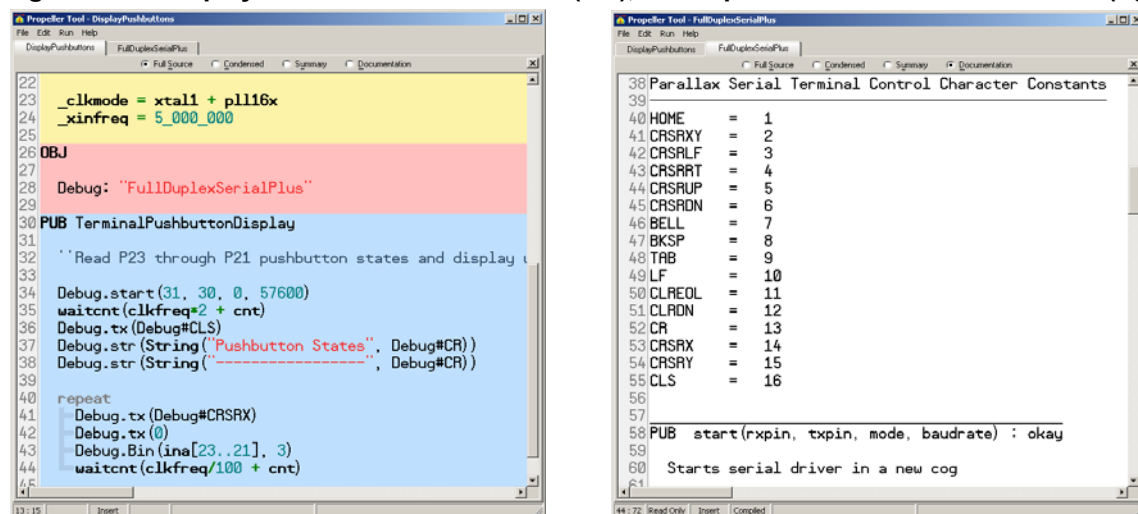 Propeller Tool - DisplayPushbuttons
File Edit Run Help
DisplayPushbuttons FullDuplexSerialPlus
Full Source Condensed Summary Documentation
22
23 _clkmode = xtal1 + pll16x
24 _xinfreq = 5_000_000
25
26 OBJ
27
28 Debug: "FullDuplexSerialPlus"
29
30 PUB TerminalPushbuttonDisplay
31
32 ''Read P23 through P21 pushbutton states and display
33
34 Debug.start(31, 30, 0, 57600)
35 waitcnt(clkfreq*2 + cnt)
36 Debug.tx(Debug#CLS)
37 Debug.str(String("Pushbutton States", Debug#CR))
38 Debug.str(String("-----------------", Debug#CR))
39
40 repeat
41 Debug.tx(Debug#CRSRX)
42 Debug.tx(0)
43 Debug.Bin(ina[23..21], 3)
44 waitcnt(clkfreq/100 + cnt)
45
13 : 15 Insert
Propeller Tool - FullDuplexSerialPlus
File Edit Run Help
DisplayPushbuttons FullDuplexSerialPlus
Full Source Condensed Summary Documentation
38 Parallax Serial Terminal Control Character Constants
39
40 HOME = 1
41 CRSRXY = 2
42 CRSRLF = 3
43 CRSRRT = 4
44 CRSRUP = 5
45 CRSRDN = 6
46 BELL = 7
47 BKSP = 8
48 TAB = 9
49 LF = 10
50 CLREOL = 11
51 CLRDN = 12
52 CR = 13
53 CRSRX = 14
54 CRSRY = 15
55 CLS = 16
56
57
58 PUB start(rxpin, txpin, mode, baudrate) : okay
59
60 Starts serial driver in a new cog
61
44 : 72 Read Only Insert Compiled